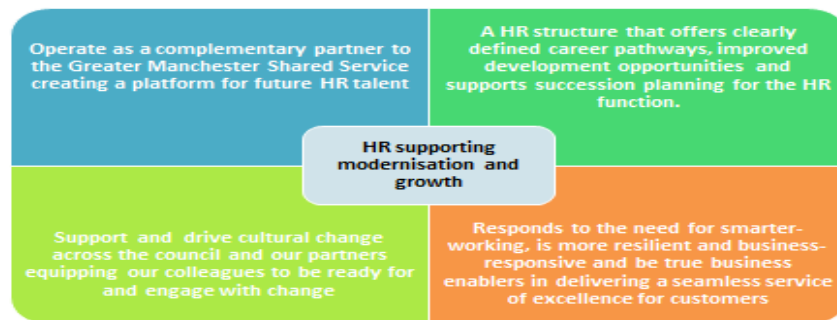 Operate as a complementary partner to
the Greater Manchester Shared Service
creating a platform for future HR talent
A HR structure that offers clearly
defined career pathways, improved
development opportunities and
supports succession planning for the HR
function.
HR supporting
modernisation and
growth
Support and drive cultural change
across the council and our partners
equipping our colleagues to be ready for
and engage with change
Responds to the need for smarter-
working, is more resilient and business-
responsive and be true business
enablers in delivering a seamless service
of excellence for customers